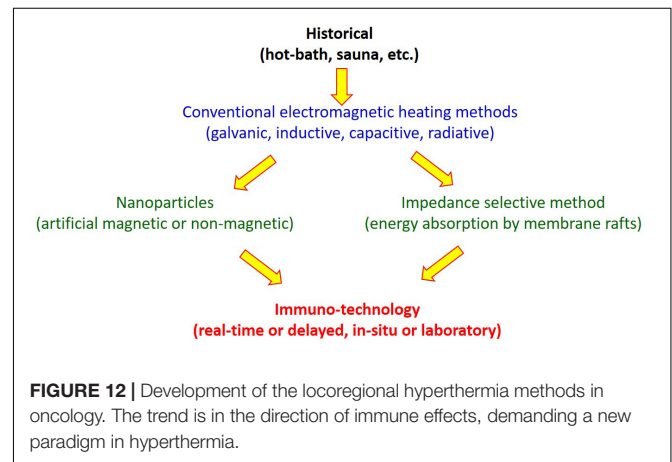 Historical
(hot-bath, sauna, etc.)
Conventional electromagnetic heating methods
(galvanic, inductive, capacitive, radiative)
Nanoparticles
(artificial magnetic or non-magnetic)
Impedance selective method
(energy absorption by membrane rafts)
Immuno-technology
(real-time or delayed, in-situ or laboratory)
FIGURE 12 | Development of the locoregional hyperthermia methods in
oncology. The trend is in the direction of immune effects, demanding a new
paradigm in hyperthermia.